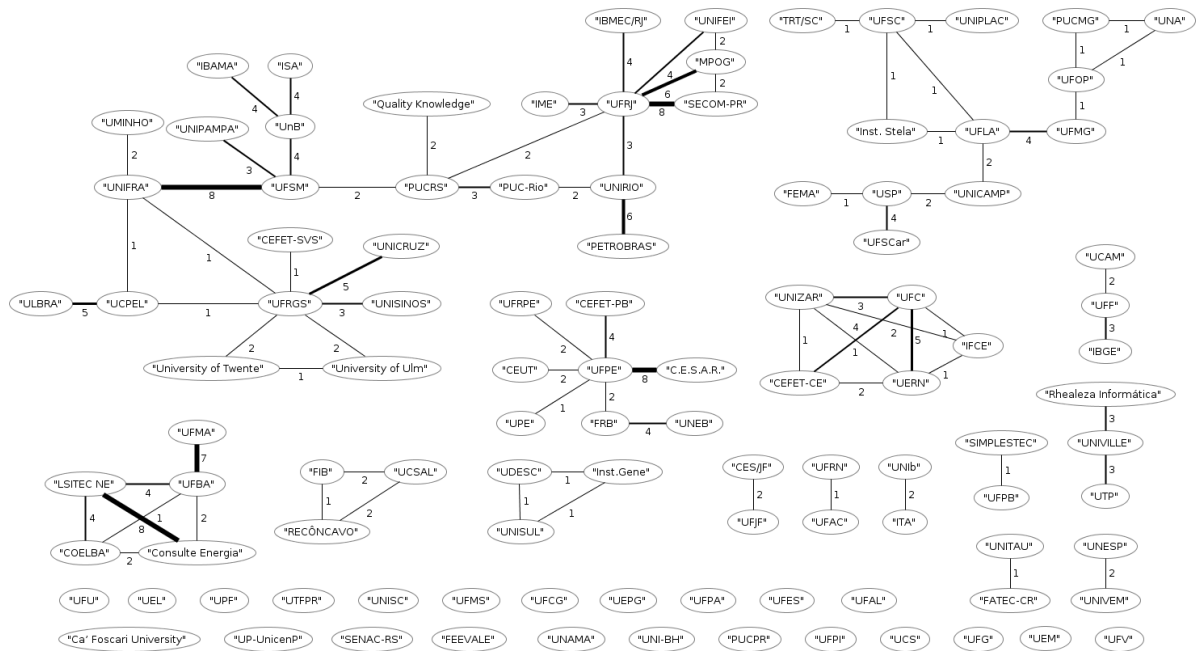 "IBMEC/RJ" "UNIFEI" "TRT/SC" 1 "UFSC" 1 "UNIPLAC" "PUCMG" 1 "UNA"
2
"IBAMA" "ISA" 4 "MPOG" 1 1
4 2 "UFOP"
4 4 "Quality Knowledge" "IME" 3 "UFRJ" 6 8 "SECOM-PR" 1 1 1
"UMINHO" "UNIPAMPA" "UnB" "Inst. Stela" 1 "UFLA" 4 "UFMG"
2 3 4 2 2 3 2
"UNIFRA" 8 "UFSM" 2 "PUCRS" 3 "PUC-Rio" 2 "UNIRIO" "FEMA" 1 "USP" 2 "UNICAMP"
6 4
1 1 "CEFET-SVS" "UNICRUZ" "PETROBRAS" "UFSCar"
1 5 "UCAM"
2
"ULBRA" 5 "UCPEL" 1 "UFRGS" 3 "UNISINOS" "UFRPE" "CEFET-PB" "UNIZAR" 3 "UFC" "UFF"
2 2 2 4 1 4 1 2 5 1 3
"IFCE" "IBGE"
"University of Twente" 1 "University of Ulm" "CEUT" 2 "UFPE" 8 "C.E.S.A.R." "CEFET-CE" 2 "UERN" 1
1 2 "Rhealeza Informática"
"UPE" "FRB" 4 "UNEB" 3
"UFMA" "SIMPLESTEC" "UNIVILLE"
7
"LSITEC NE" 4 "UFBA" "FIB" 2 "UCSAL" "UDESC" 1 "Inst.Gene" "CES/JF" "UFRN" "UNIb" 1 3
4 8 1 2 1 2 1 1 2 1 2 "UFPB" "UTP"
"COELBA" 2 "Consulte Energia" "RECÔNCAVO" "UNISUL" "UFJF" "UFAC" "ITA"
"UNITAU" "UNESP"
1 2
"UFU" "UEL" "UPF" "UTFPR" "UNISC" "UFMS" "UFCG" "UEPG" "UFPA" "UFES" "UFAL" "FATEC-CR" "UNIVEM"
"Ca’ Foscari University" "UP-UnicenP" "SENAC-RS" "FEEVALE" "UNAMA" "UNI-BH" "PUCPR" "UFPI" "UCS" "UFG" "UEM" "UFV"